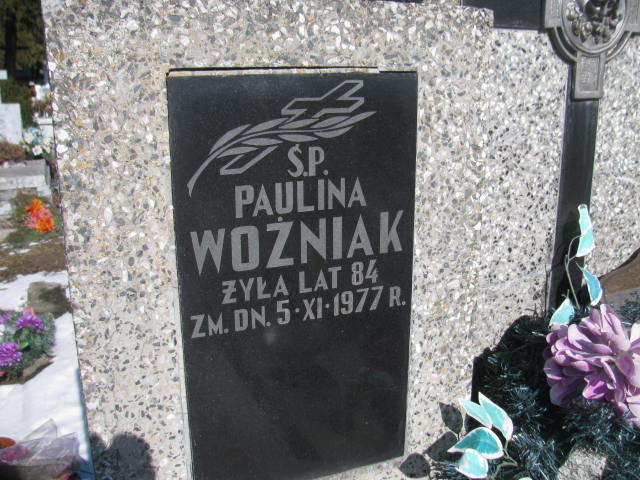 Ś.P.
PAULINA
WOŹNIAK
ŻYŁA LAT 84
ZM. DN. 5·XI·1977 R.